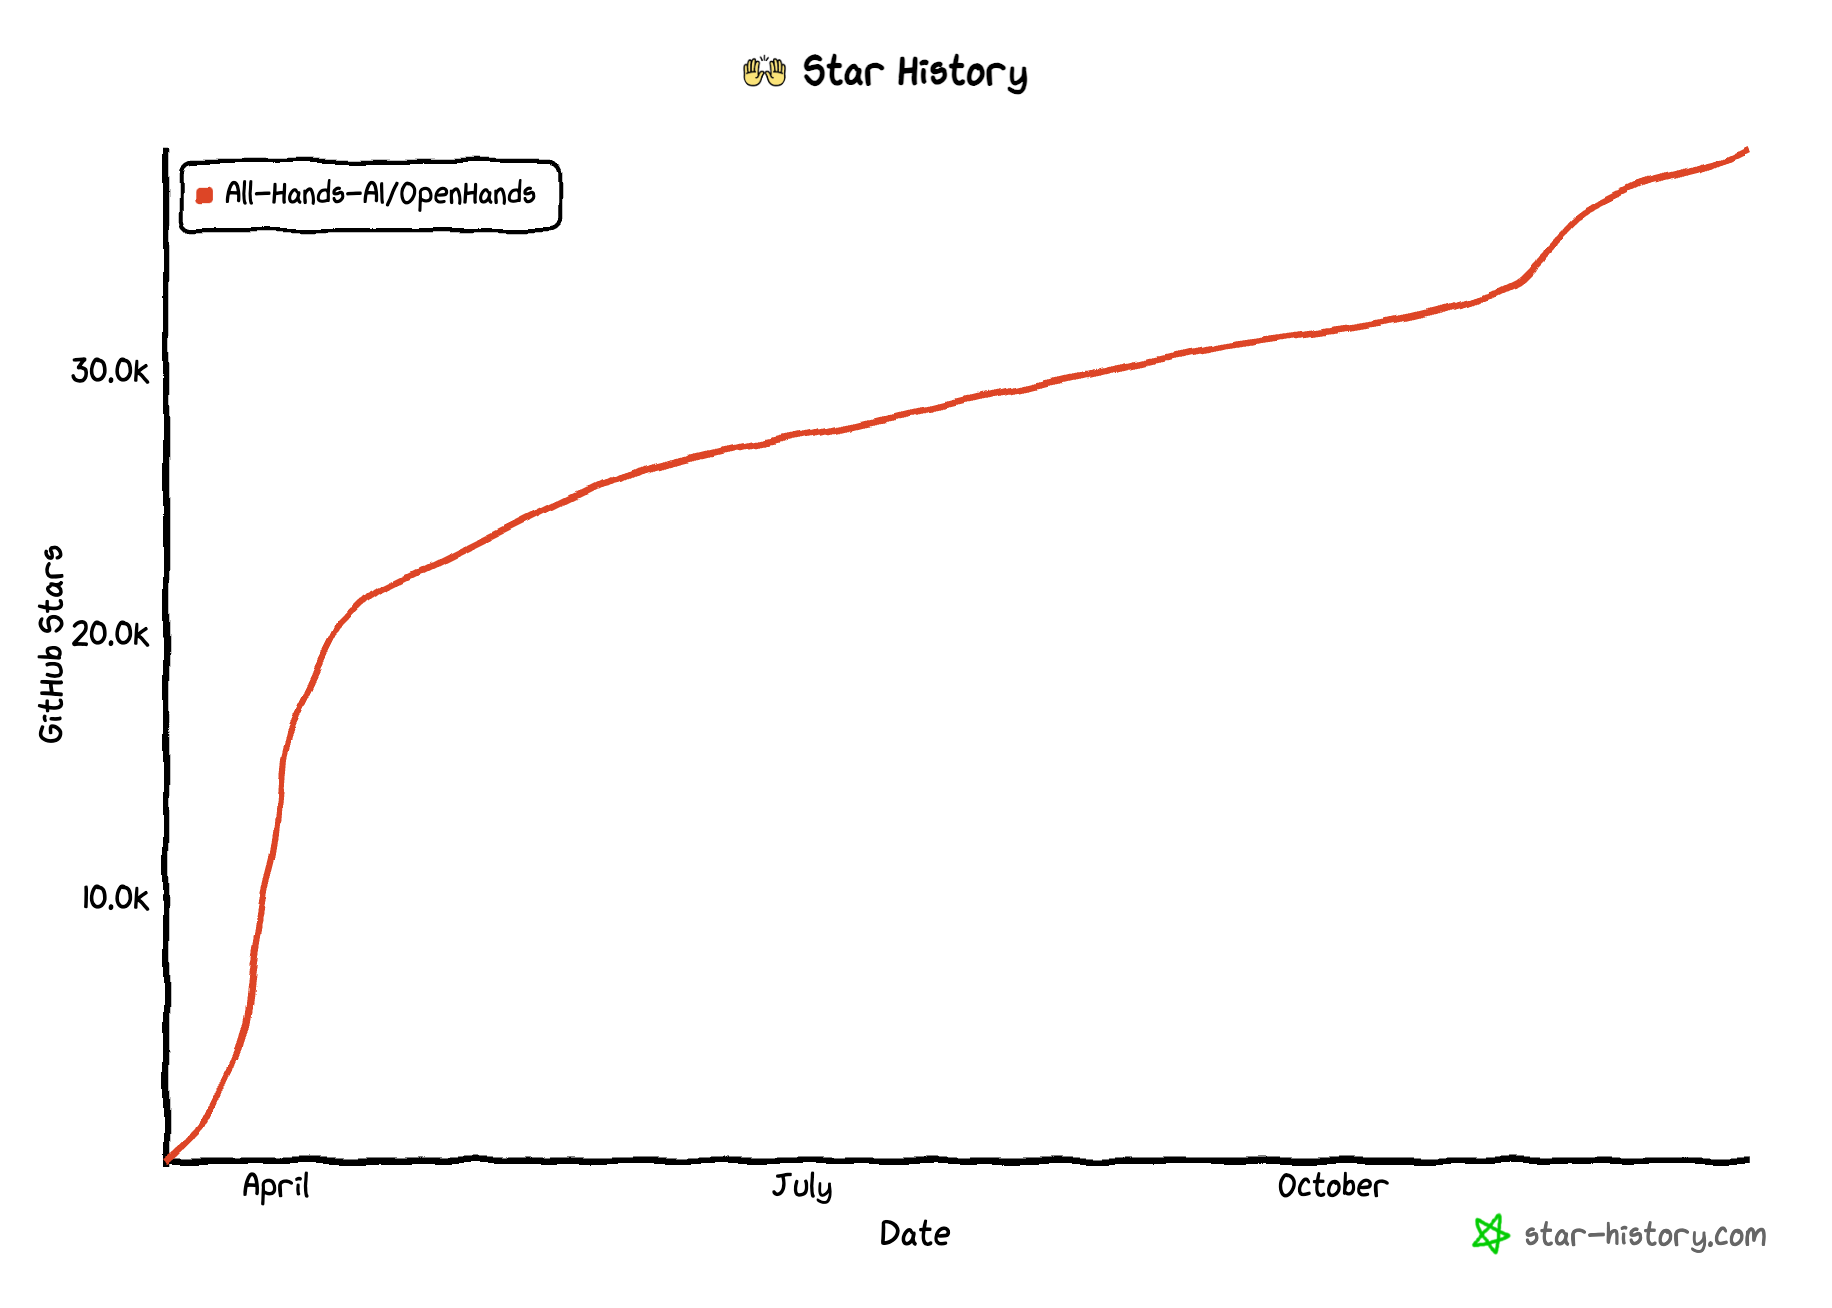 🙌 Star History
All-Hands-AI/OpenHands
30.0k
20.0k
10.0k
GitHub Stars
April
July
October
Date
star-history.com